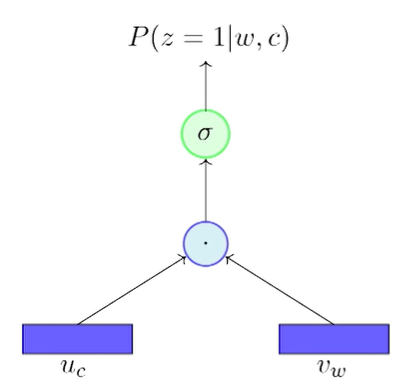 P(z = 1|w, c)
σ
·
u_c
v_w